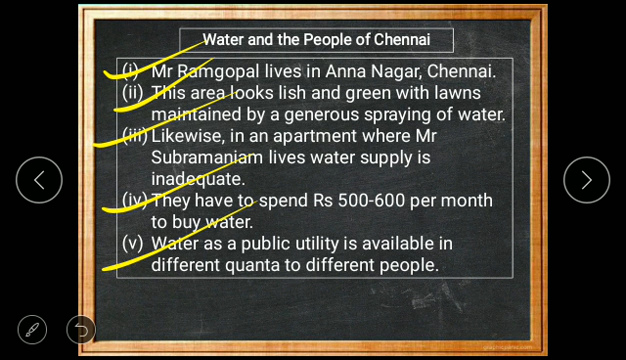 Water and the People of Chennai
(i) Mr Ramgopal lives in Anna Nagar, Chennai.
(ii) This area looks lish and green with lawns
maintained by a generous spraying of water.
(iii) Likewise, in an apartment where Mr
Subramaniam lives water supply is
inadequate.
(iv) They have to spend Rs 500-600 per month
to buy water.
(v) Water as a public utility is available in
different quanta to different people.